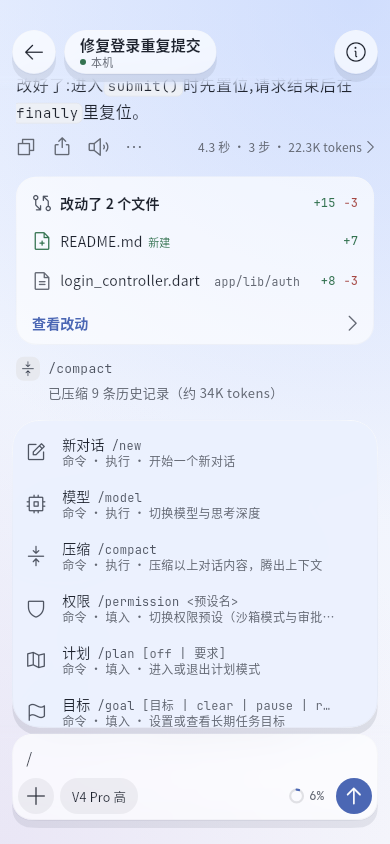 修复登录重复提交
本机
改好了:进入 submit() 时先置位,请求结束后在
finally 里复位。
4.3 秒 · 3 步 · 22.3K tokens
改动了 2 个文件 +15 -3
README.md 新建 +7
login_controller.dart app/lib/auth +8 -3
查看改动
/compact
已压缩 9 条历史记录（约 34K tokens）
新对话 /new
命令 · 执行 · 开始一个新对话
模型 /model
命令 · 执行 · 切换模型与思考深度
压缩 /compact
命令 · 执行 · 压缩以上对话内容，腾出上下文
权限 /permission <预设名>
命令 · 填入 · 切换权限预设（沙箱模式与审批…
计划 /plan [off | 要求]
命令 · 填入 · 进入或退出计划模式
目标 /goal [目标 | clear | pause | r…
命令 · 填入 · 设置或查看长期任务目标
/
V4 Pro 高
6%